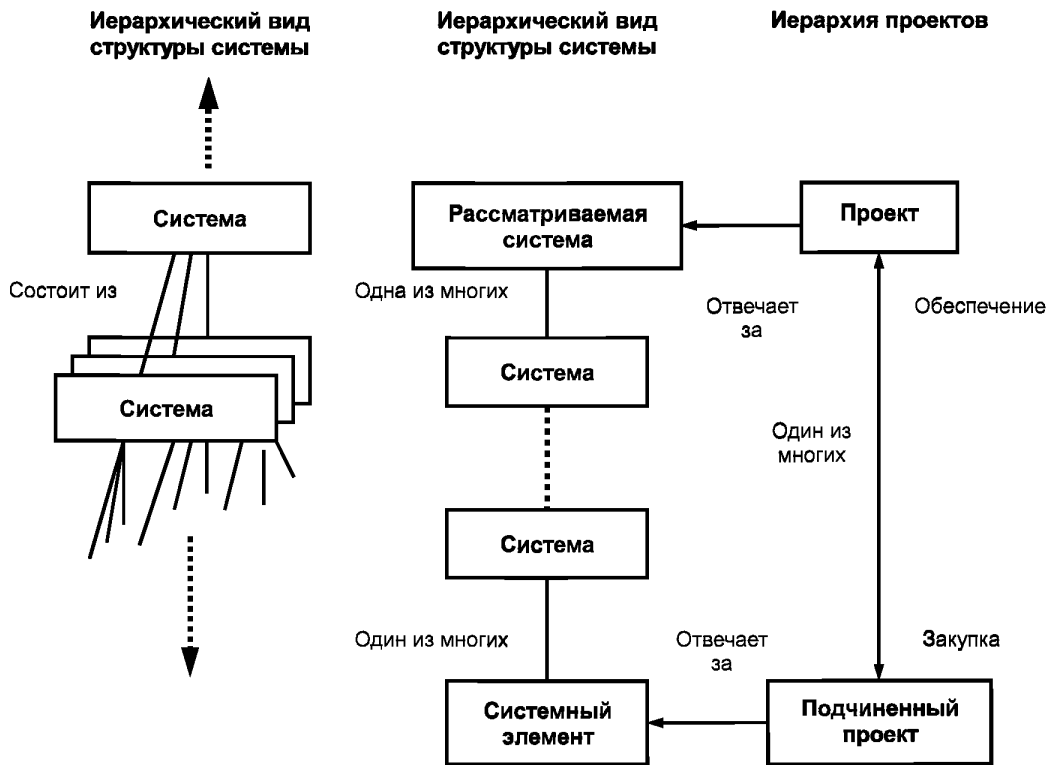 Иерархический вид
структуры системы
Иерархический вид
структуры системы
Иерархия проектов
Система
Рассматриваемая
система
Проект
Состоит из
Одна из многих
Отвечает
за
Обеспечение
Система
Система
Один из
многих
Система
Один из многих
Отвечает
за
Закупка
Системный
элемент
Подчиненный
проект